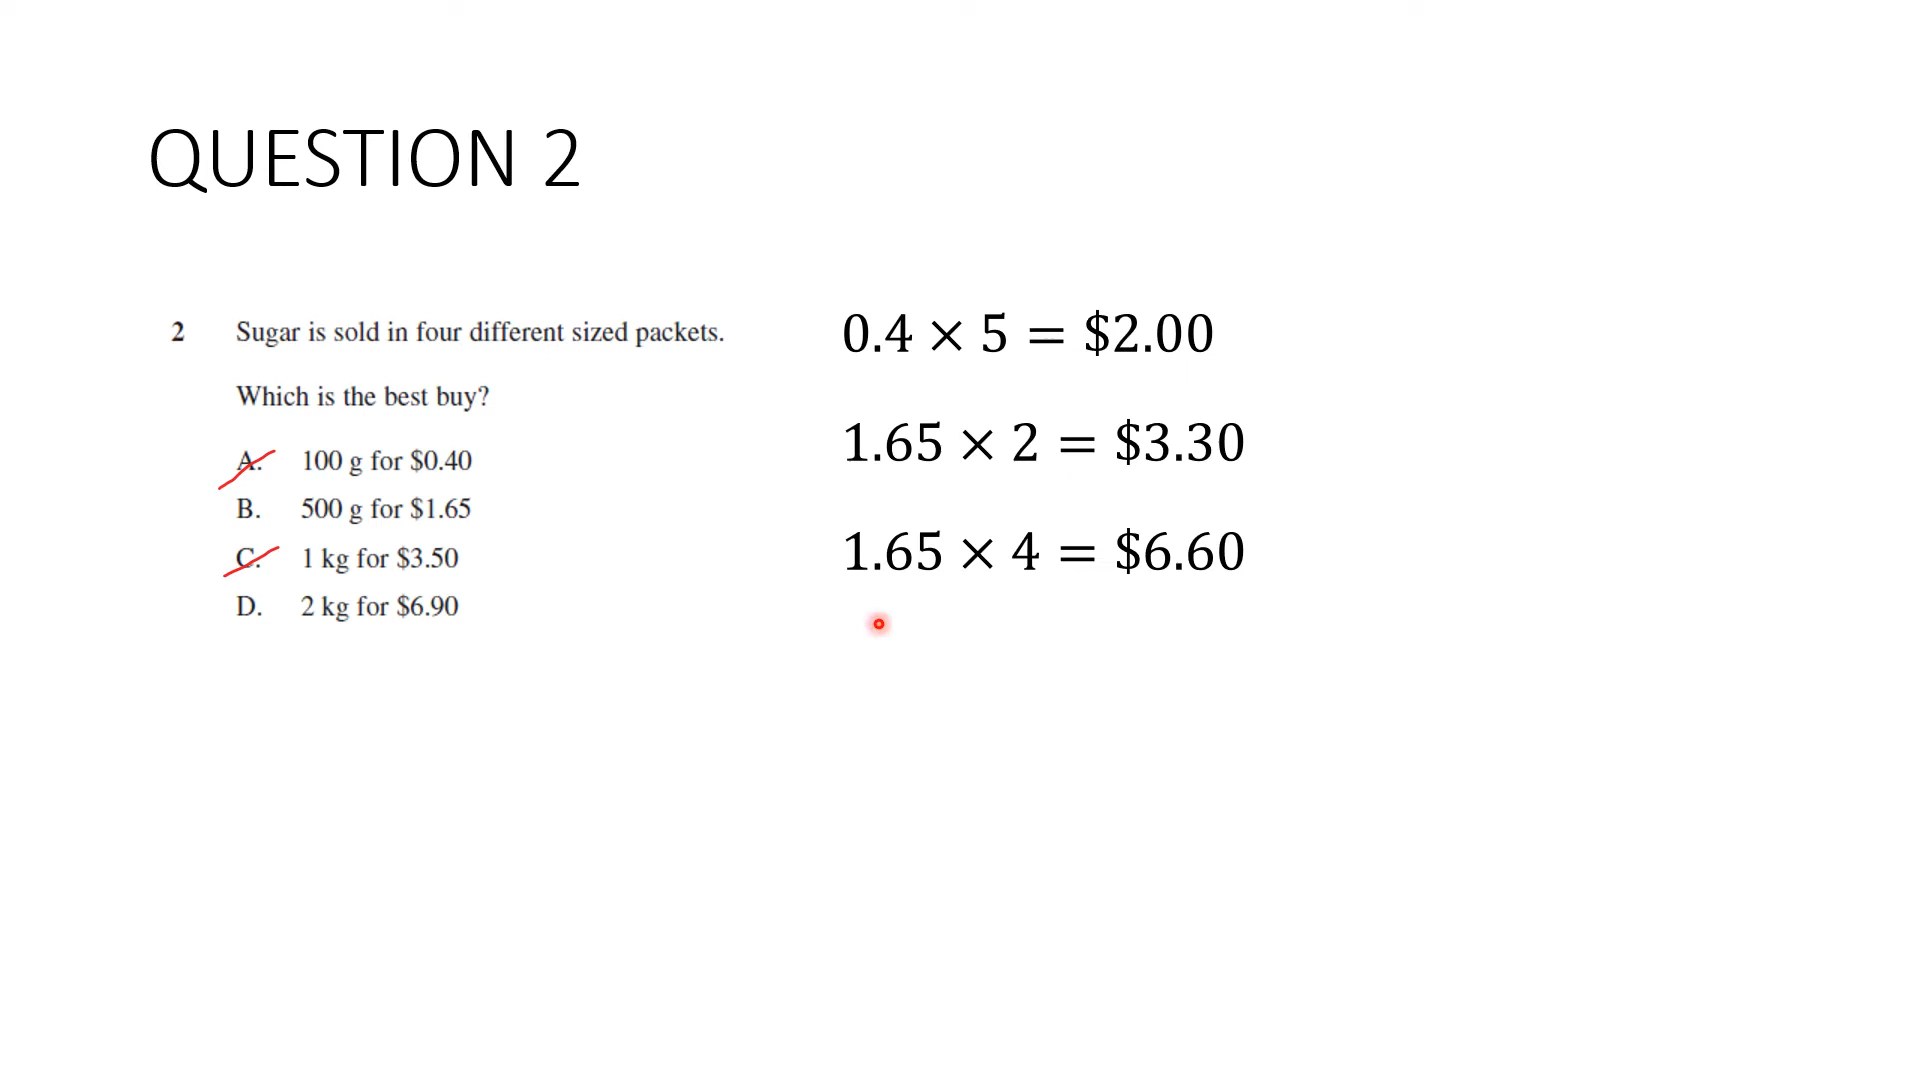 QUESTION 2
2 Sugar is sold in four different sized packets.
Which is the best buy?
A. 100 g for $0.40
B. 500 g for $1.65
C. 1 kg for $3.50
D. 2 kg for $6.90
0.4 × 5 = $2.00
1.65 × 2 = $3.30
1.65 × 4 = $6.60